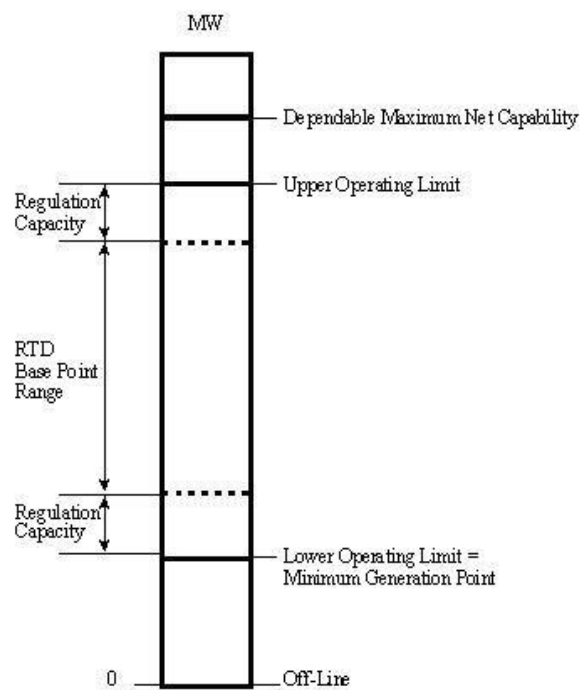 MW
Dependable Maximum Net Capability
Upper Operating Limit
Regulation
Capacity
RTD
Base Point
Range
Regulation
Capacity
Lower Operating Limit =
Minimum Generation Point
0
Off-Line